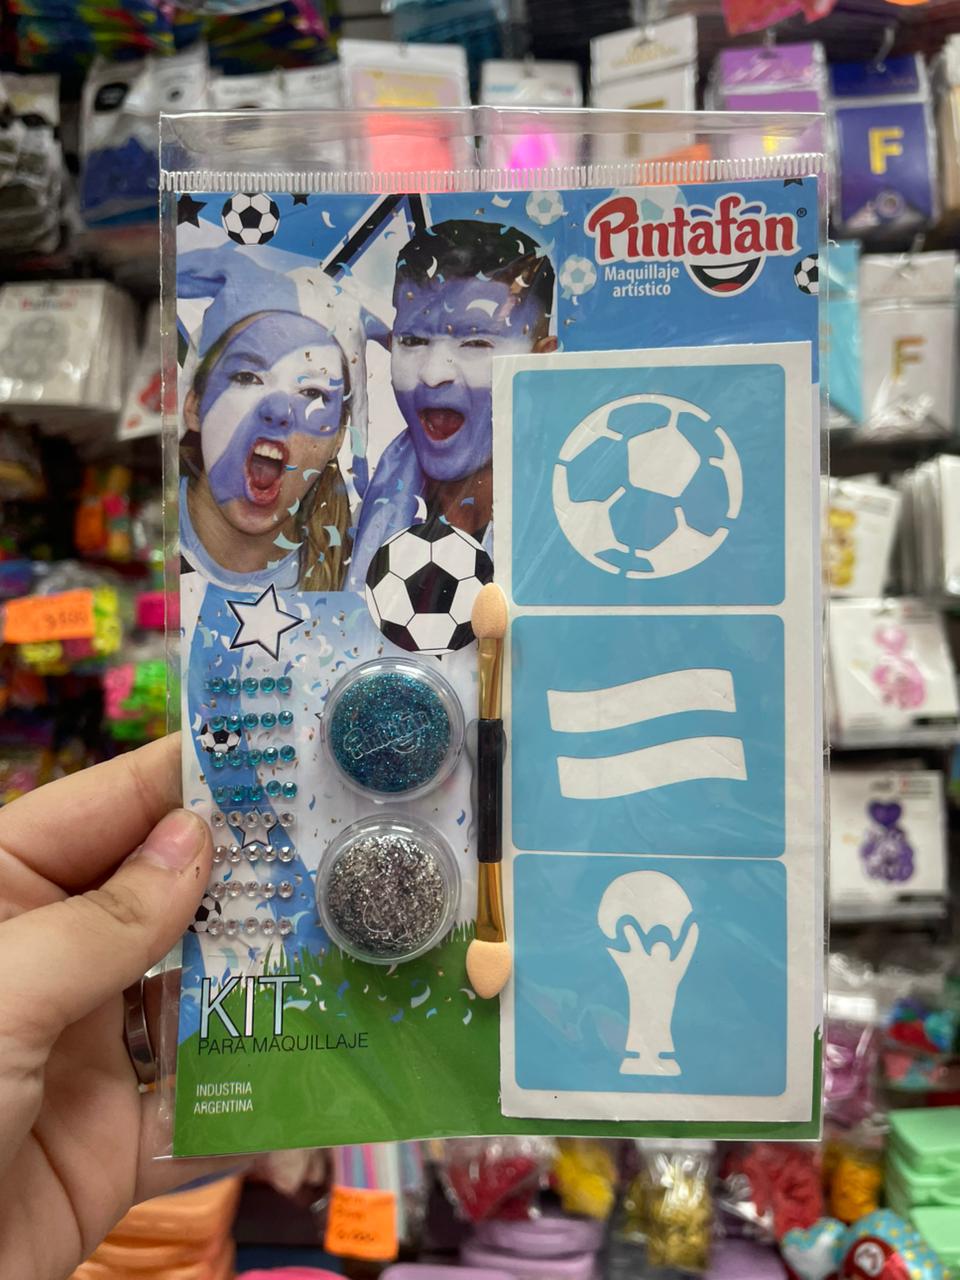 Pintafan®
Maquillaje
artístico
KIT
PARA MAQUILLAJE
INDUSTRIA
ARGENTINA
F
F